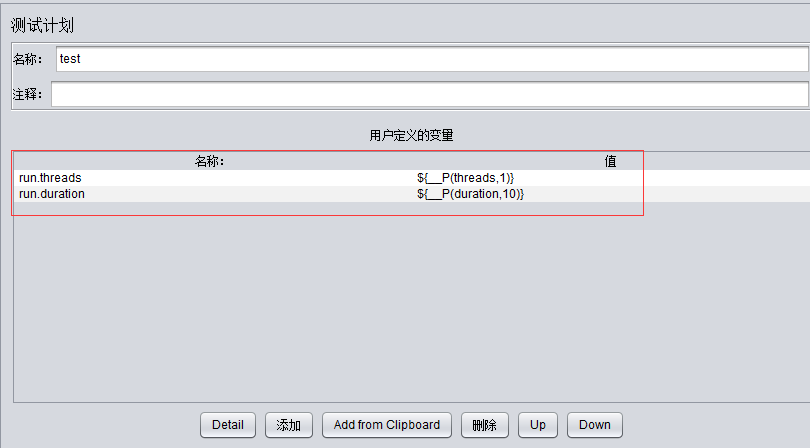 测试计划
名称： test
注释：
用户定义的变量
名称： 值
run.threads ${__P(threads,1)}
run.duration ${__P(duration,10)}
Detail 添加 Add from Clipboard 删除 Up Down